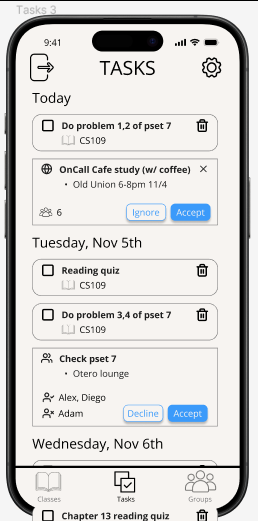 Tasks 3
9:41
TASKS
Today
Do problem 1,2 of pset 7
CS109
OnCall Cafe study (w/ coffee)
• Old Union 6-8pm 11/4
6
Ignore
Accept
Tuesday, Nov 5th
Reading quiz
CS109
Do problem 3,4 of pset 7
CS109
Check pset 7
• Otero lounge
Alex, Diego
Adam
Decline
Accept
Wednesday, Nov 6th
Classes
Tasks
Groups
Chapter 13 reading quiz